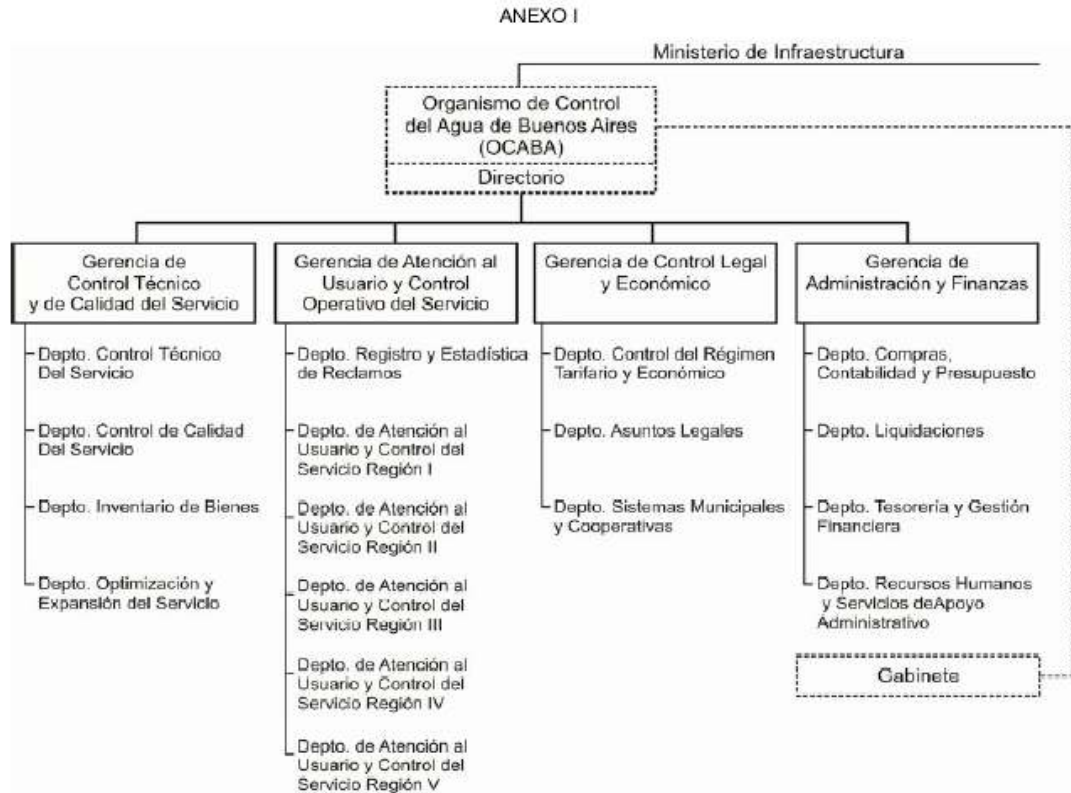 ANEXO I
Ministerio de Infraestructura
Organismo de Control
del Agua de Buenos Aires
(OCABA)
Directorio
Gerencia de
Control Técnico
y de Calidad del Servicio
Depto. Control Técnico
Del Servicio
Depto. Control de Calidad
Del Servicio
Depto. Inventario de Bienes
Depto. Optimización y
Expansión del Servicio
Gerencia de Atención al
Usuario y Control
Operativo del Servicio
Depto. Registro y Estadística
de Reclamos
Depto. de Atención al
Usuario y Control del
Servicio Región I
Depto. de Atención al
Usuario y Control del
Servicio Región II
Depto. de Atención al
Usuario y Control del
Servicio Región III
Depto. de Atención al
Usuario y Control del
Servicio Región IV
Depto. de Atención al
Usuario y Control del
Servicio Región V
Gerencia de Control Legal
y Económico
Depto. Control del Régimen
Tarifario y Económico
Depto. Asuntos Legales
Depto. Sistemas Municipales
y Cooperativas
Gerencia de
Administración y Finanzas
Depto. Compras,
Contabilidad y Presupuesto
Depto. Liquidaciones
Depto. Tesorería y Gestión
Financiera
Depto. Recursos Humanos
y Servicios deApoyo
Administrativo
Gabinete